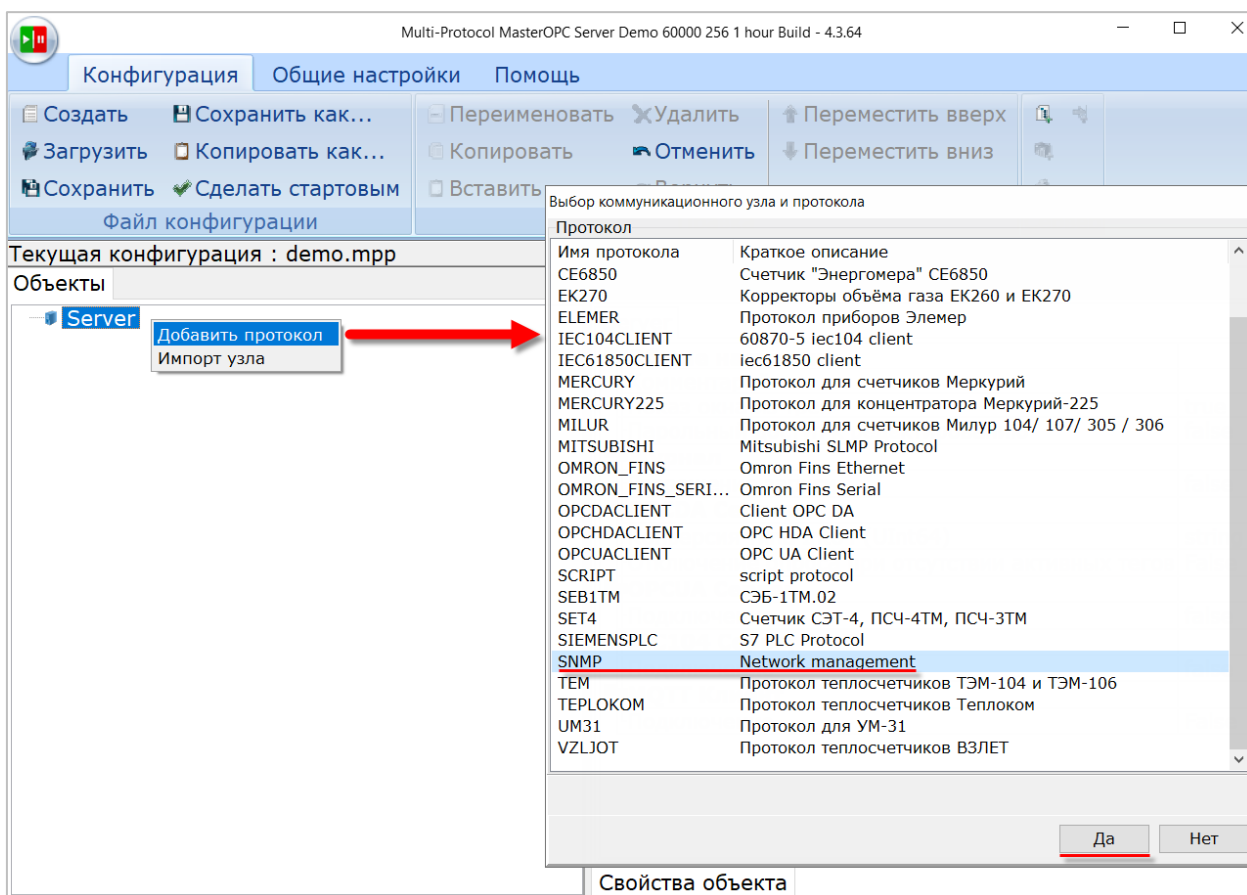 Multi-Protocol MasterOPC Server Demo 60000 256 1 hour Build - 4.3.64
Конфигурация Общие настройки Помощь
Создать Сохранить как... Переименовать Удалить Переместить вверх
Загрузить Копировать как... Копировать Отменить Переместить вниз
Сохранить Сделать стартовым Вставить
Файл конфигурации
Выбор коммуникационного узла и протокола
Протокол
Текущая конфигурация : demo.mpp
Объекты
Server
Добавить протокол
Импорт узла
Имя протокола Краткое описание
CE6850 Счетчик "Энергомера" CE6850
EK270 Корректоры объёма газа EK260 и EK270
ELEMER Протокол приборов Элемер
IEC104CLIENT 60870-5 iec104 client
IEC61850CLIENT iec61850 client
MERCURY Протокол для счетчиков Меркурий
MERCURY225 Протокол для концентратора Меркурий-225
MILUR Протокол для счетчиков Милур 104/ 107/ 305 / 306
MITSUBISHI Mitsubishi SLMP Protocol
OMRON_FINS Omron Fins Ethernet
OMRON_FINS_SERI... Omron Fins Serial
OPCDACLIENT Client OPC DA
OPCHDACLIENT OPC HDA Client
OPCUACLIENT OPC UA Client
SCRIPT script protocol
SEB1TM СЭБ-1ТМ.02
SET4 Счетчик СЭТ-4, ПСЧ-4ТМ, ПСЧ-3ТМ
SIEMENSPLC S7 PLC Protocol
SNMP Network management
TEM Протокол теплосчетчиков ТЭМ-104 и ТЭМ-106
TEPLOKOM Протокол теплосчетчиков Теплоком
UM31 Протокол для УМ-31
VZLJOT Протокол теплосчетчиков ВЗЛЕТ
Да Нет
Свойства объекта